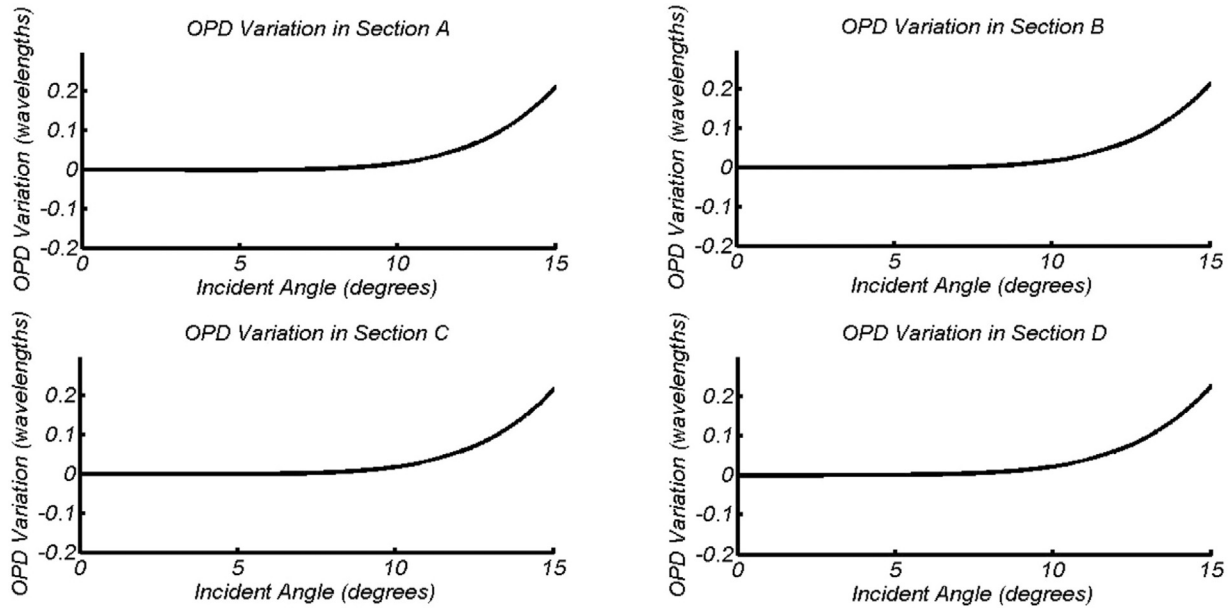 OPD Variation in Section A
OPD Variation (wavelengths)
0.2
0.1
0
-0.1
-0.2
0 5 10 15
Incident Angle (degrees)
OPD Variation in Section B
OPD Variation (wavelengths)
0.2
0.1
0
-0.1
-0.2
0 5 10 15
Incident Angle (degrees)
OPD Variation in Section C
OPD Variation (wavelengths)
0.2
0.1
0
-0.1
-0.2
0 5 10 15
Incident Angle (degrees)
OPD Variation in Section D
OPD Variation (wavelengths)
0.2
0.1
0
-0.1
-0.2
0 5 10 15
Incident Angle (degrees)